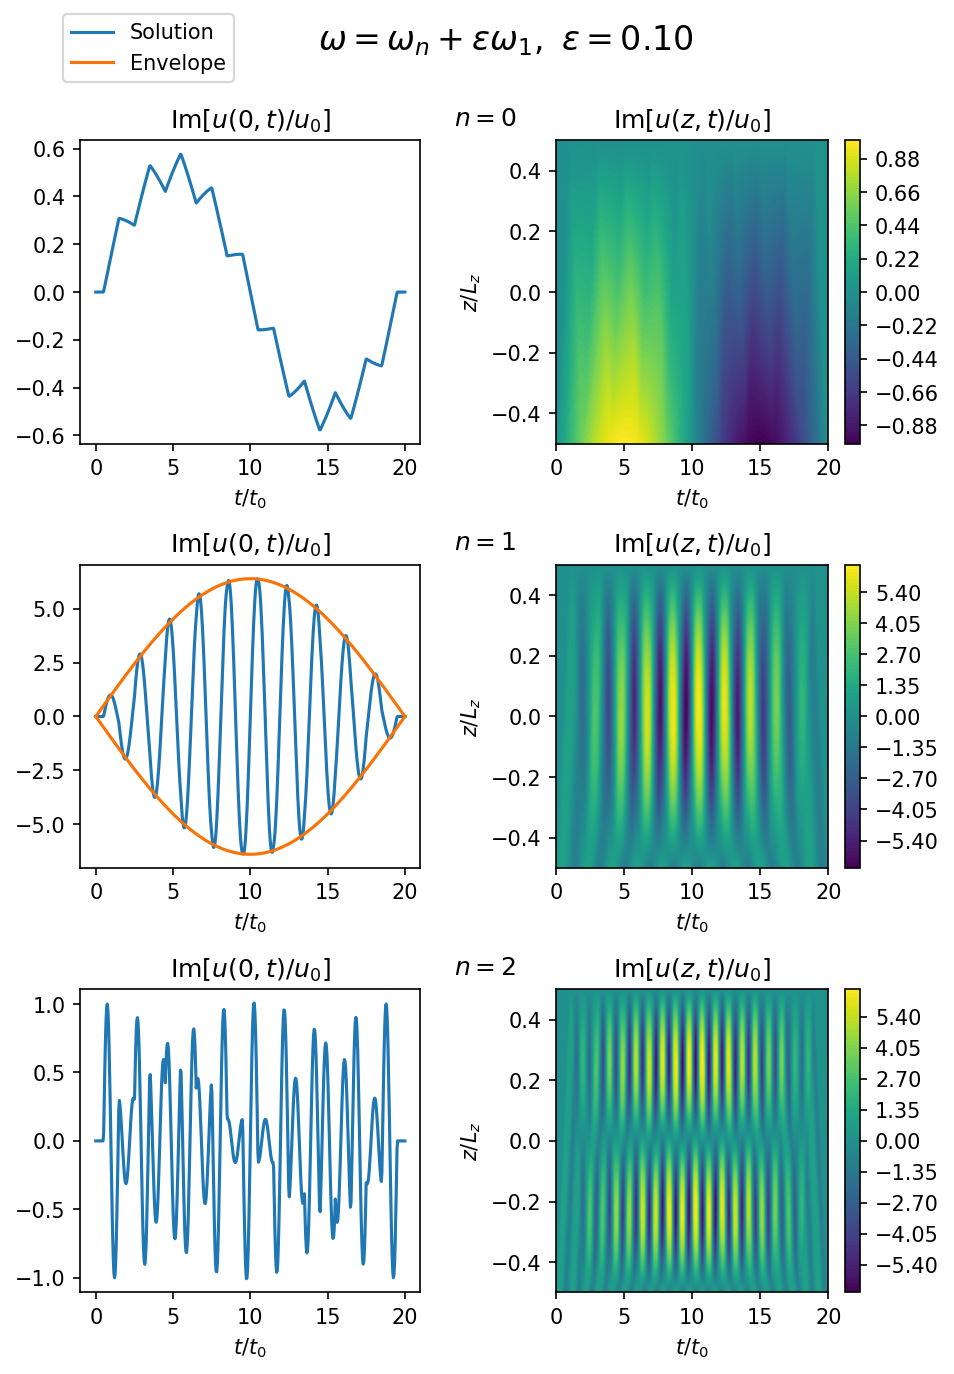 Solution
Envelope
ω = ωₙ + εω₁, ε = 0.10
Im[u(0, t)/u₀]
n = 0
Im[u(z, t)/u₀]
0.6
0.4
0.2
0.0
−0.2
−0.4
−0.6
0 5 10 15 20
t/t₀
z/L_z
0.4
0.2
0.0
−0.2
−0.4
0 5 10 15 20
t/t₀
0.88
0.66
0.44
0.22
0.00
−0.22
−0.44
−0.66
−0.88
Im[u(0, t)/u₀]
n = 1
Im[u(z, t)/u₀]
5.0
2.5
0.0
−2.5
−5.0
0 5 10 15 20
t/t₀
z/L_z
0.4
0.2
0.0
−0.2
−0.4
0 5 10 15 20
t/t₀
5.40
4.05
2.70
1.35
0.00
−1.35
−2.70
−4.05
−5.40
Im[u(0, t)/u₀]
n = 2
Im[u(z, t)/u₀]
1.0
0.5
0.0
−0.5
−1.0
0 5 10 15 20
t/t₀
z/L_z
0.4
0.2
0.0
−0.2
−0.4
0 5 10 15 20
t/t₀
5.40
4.05
2.70
1.35
0.00
−1.35
−2.70
−4.05
−5.40